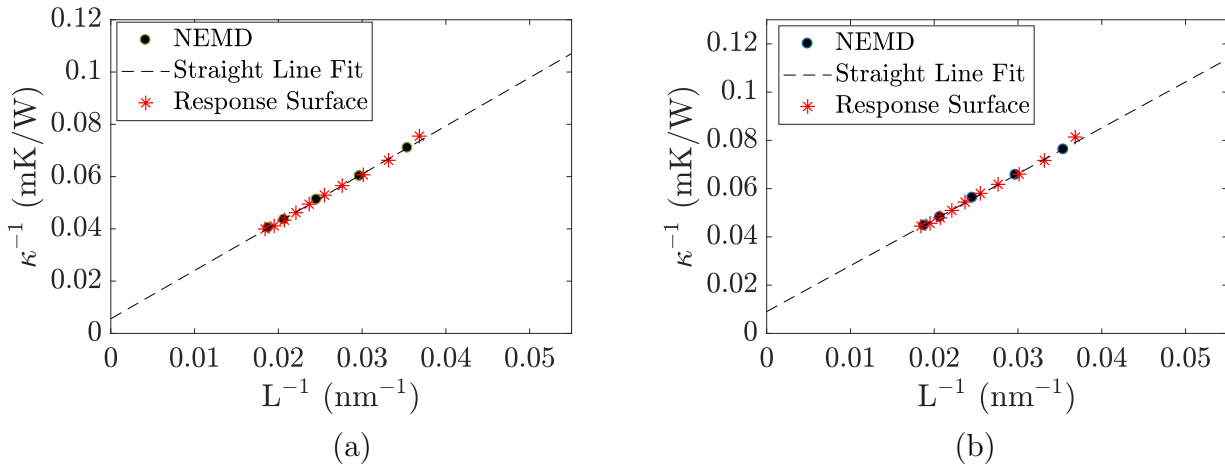 0.12
0.1
0.08
0.06
0.04
0.02
0
κ⁻¹ (mK/W)
NEMD
Straight Line Fit
Response Surface
0 0.01 0.02 0.03 0.04 0.05
L⁻¹ (nm⁻¹)
(a)
0.12
0.1
0.08
0.06
0.04
0.02
0
κ⁻¹ (mK/W)
NEMD
Straight Line Fit
Response Surface
0 0.01 0.02 0.03 0.04 0.05
L⁻¹ (nm⁻¹)
(b)